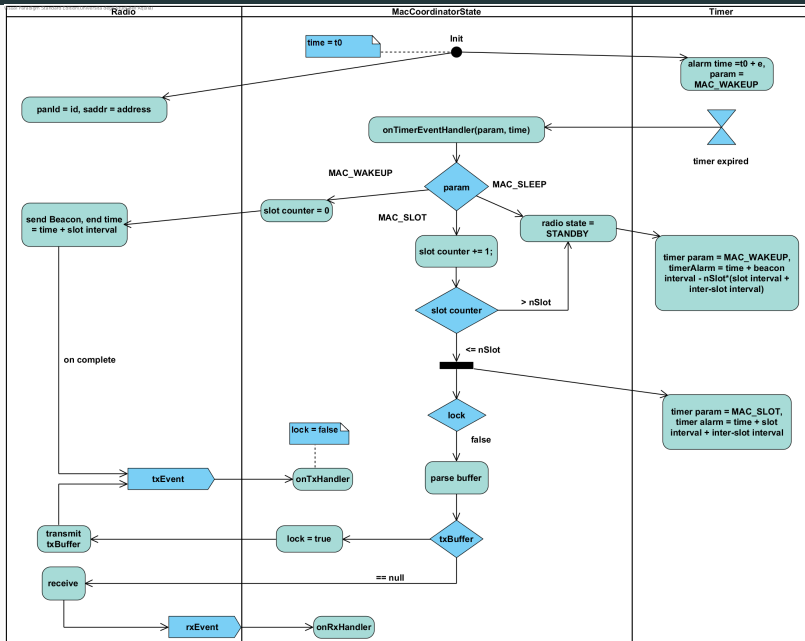 Radio
MacCoordinatorState
Timer
time = t0
Init
alarm time =t0 + e,
param =
MAC_WAKEUP
panId = id, saddr = address
onTimerEventHandler(param, time)
timer expired
MAC_WAKEUP
param
MAC_SLEEP
send Beacon, end time
= time + slot interval
slot counter = 0
MAC_SLOT
radio state =
STANDBY
slot counter += 1;
timer param = MAC_WAKEUP,
timerAlarm = time + beacon
interval - nSlot*(slot interval +
inter-slot interval)
slot counter
> nSlot
<= nSlot
on complete
timer param = MAC_SLOT,
timer alarm = time + slot
interval + inter-slot interval
lock
lock = false
false
txEvent
onTxHandler
parse buffer
transmit
txBuffer
lock = true
txBuffer
== null
receive
rxEvent
onRxHandler